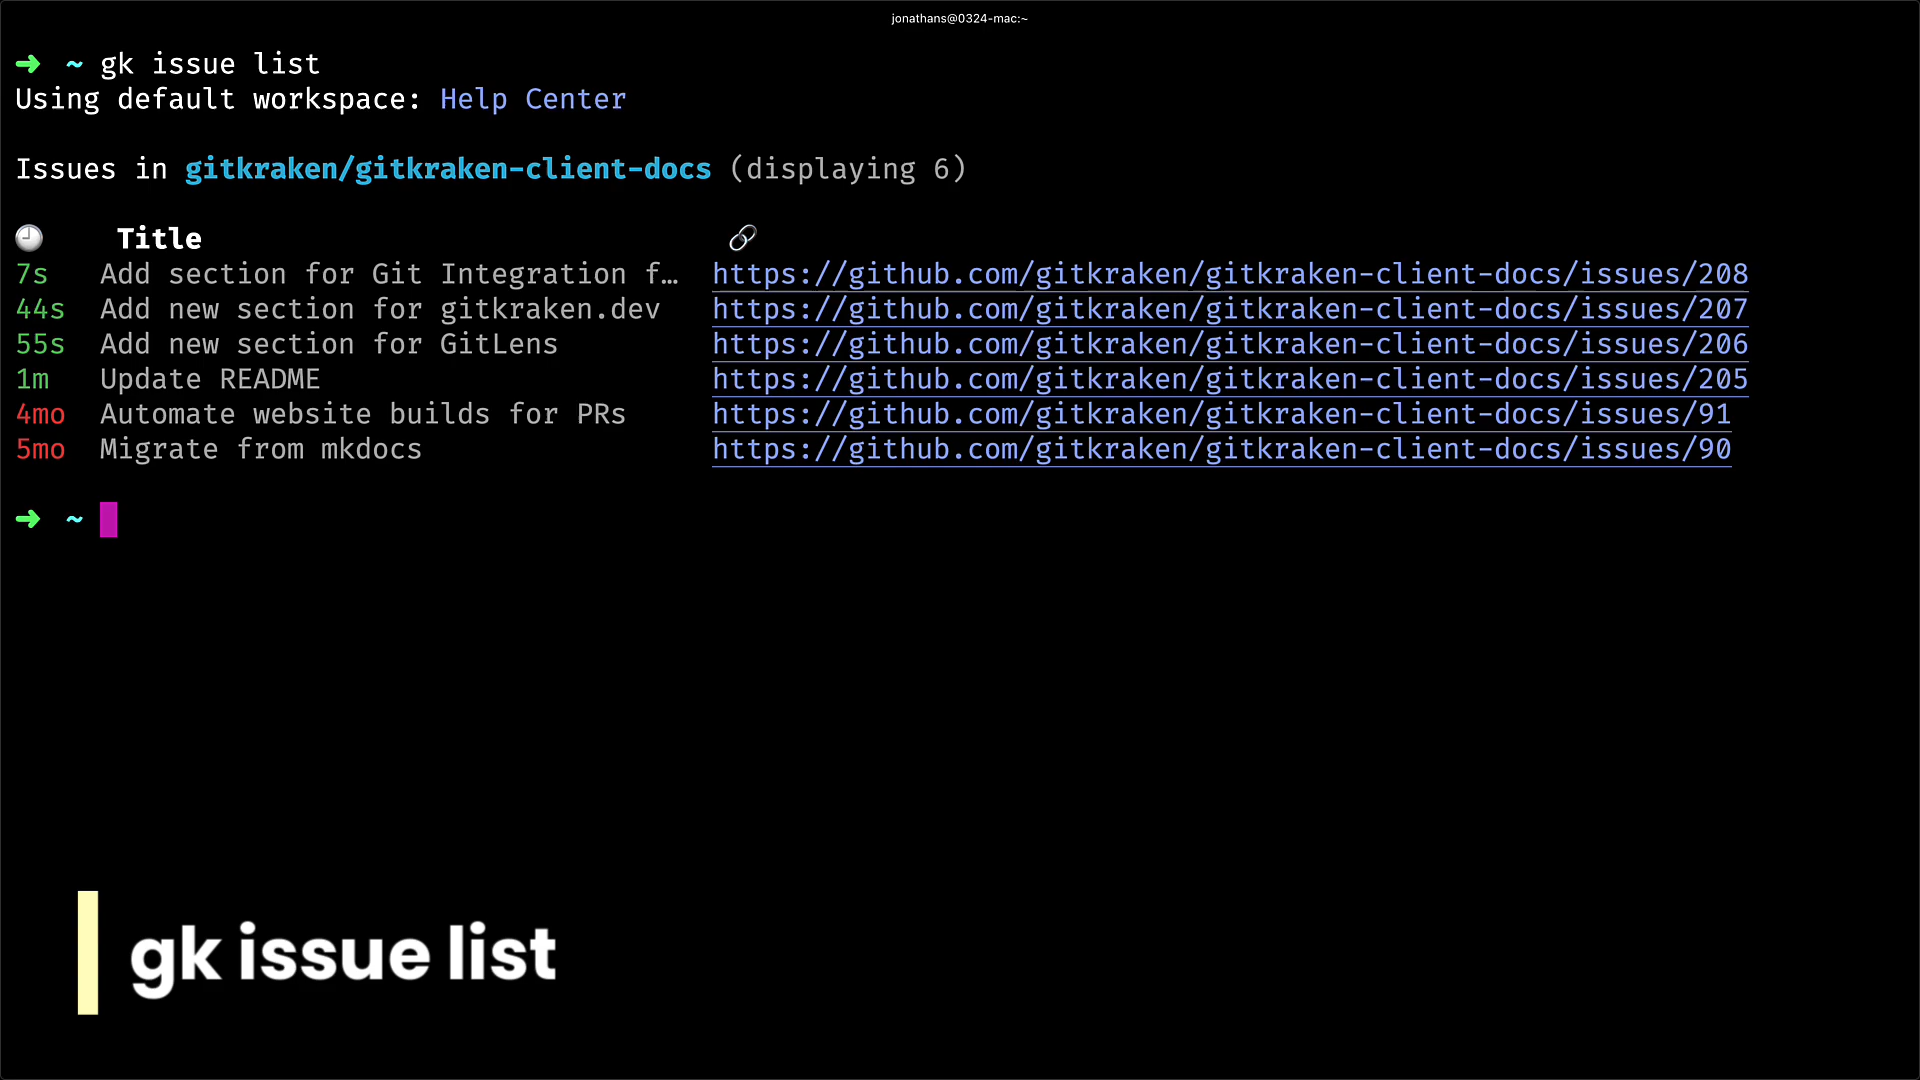 jonathans@0324-mac:~
➜ ~ gk issue list
Using default workspace: Help Center
Issues in gitkraken/gitkraken-client-docs (displaying 6)
🕘 Title 🔗
7s Add section for Git Integration f… https://github.com/gitkraken/gitkraken-client-docs/issues/208
44s Add new section for gitkraken.dev https://github.com/gitkraken/gitkraken-client-docs/issues/207
55s Add new section for GitLens https://github.com/gitkraken/gitkraken-client-docs/issues/206
1m Update README https://github.com/gitkraken/gitkraken-client-docs/issues/205
4mo Automate website builds for PRs https://github.com/gitkraken/gitkraken-client-docs/issues/91
5mo Migrate from mkdocs https://github.com/gitkraken/gitkraken-client-docs/issues/90
➜ ~
gk issue list